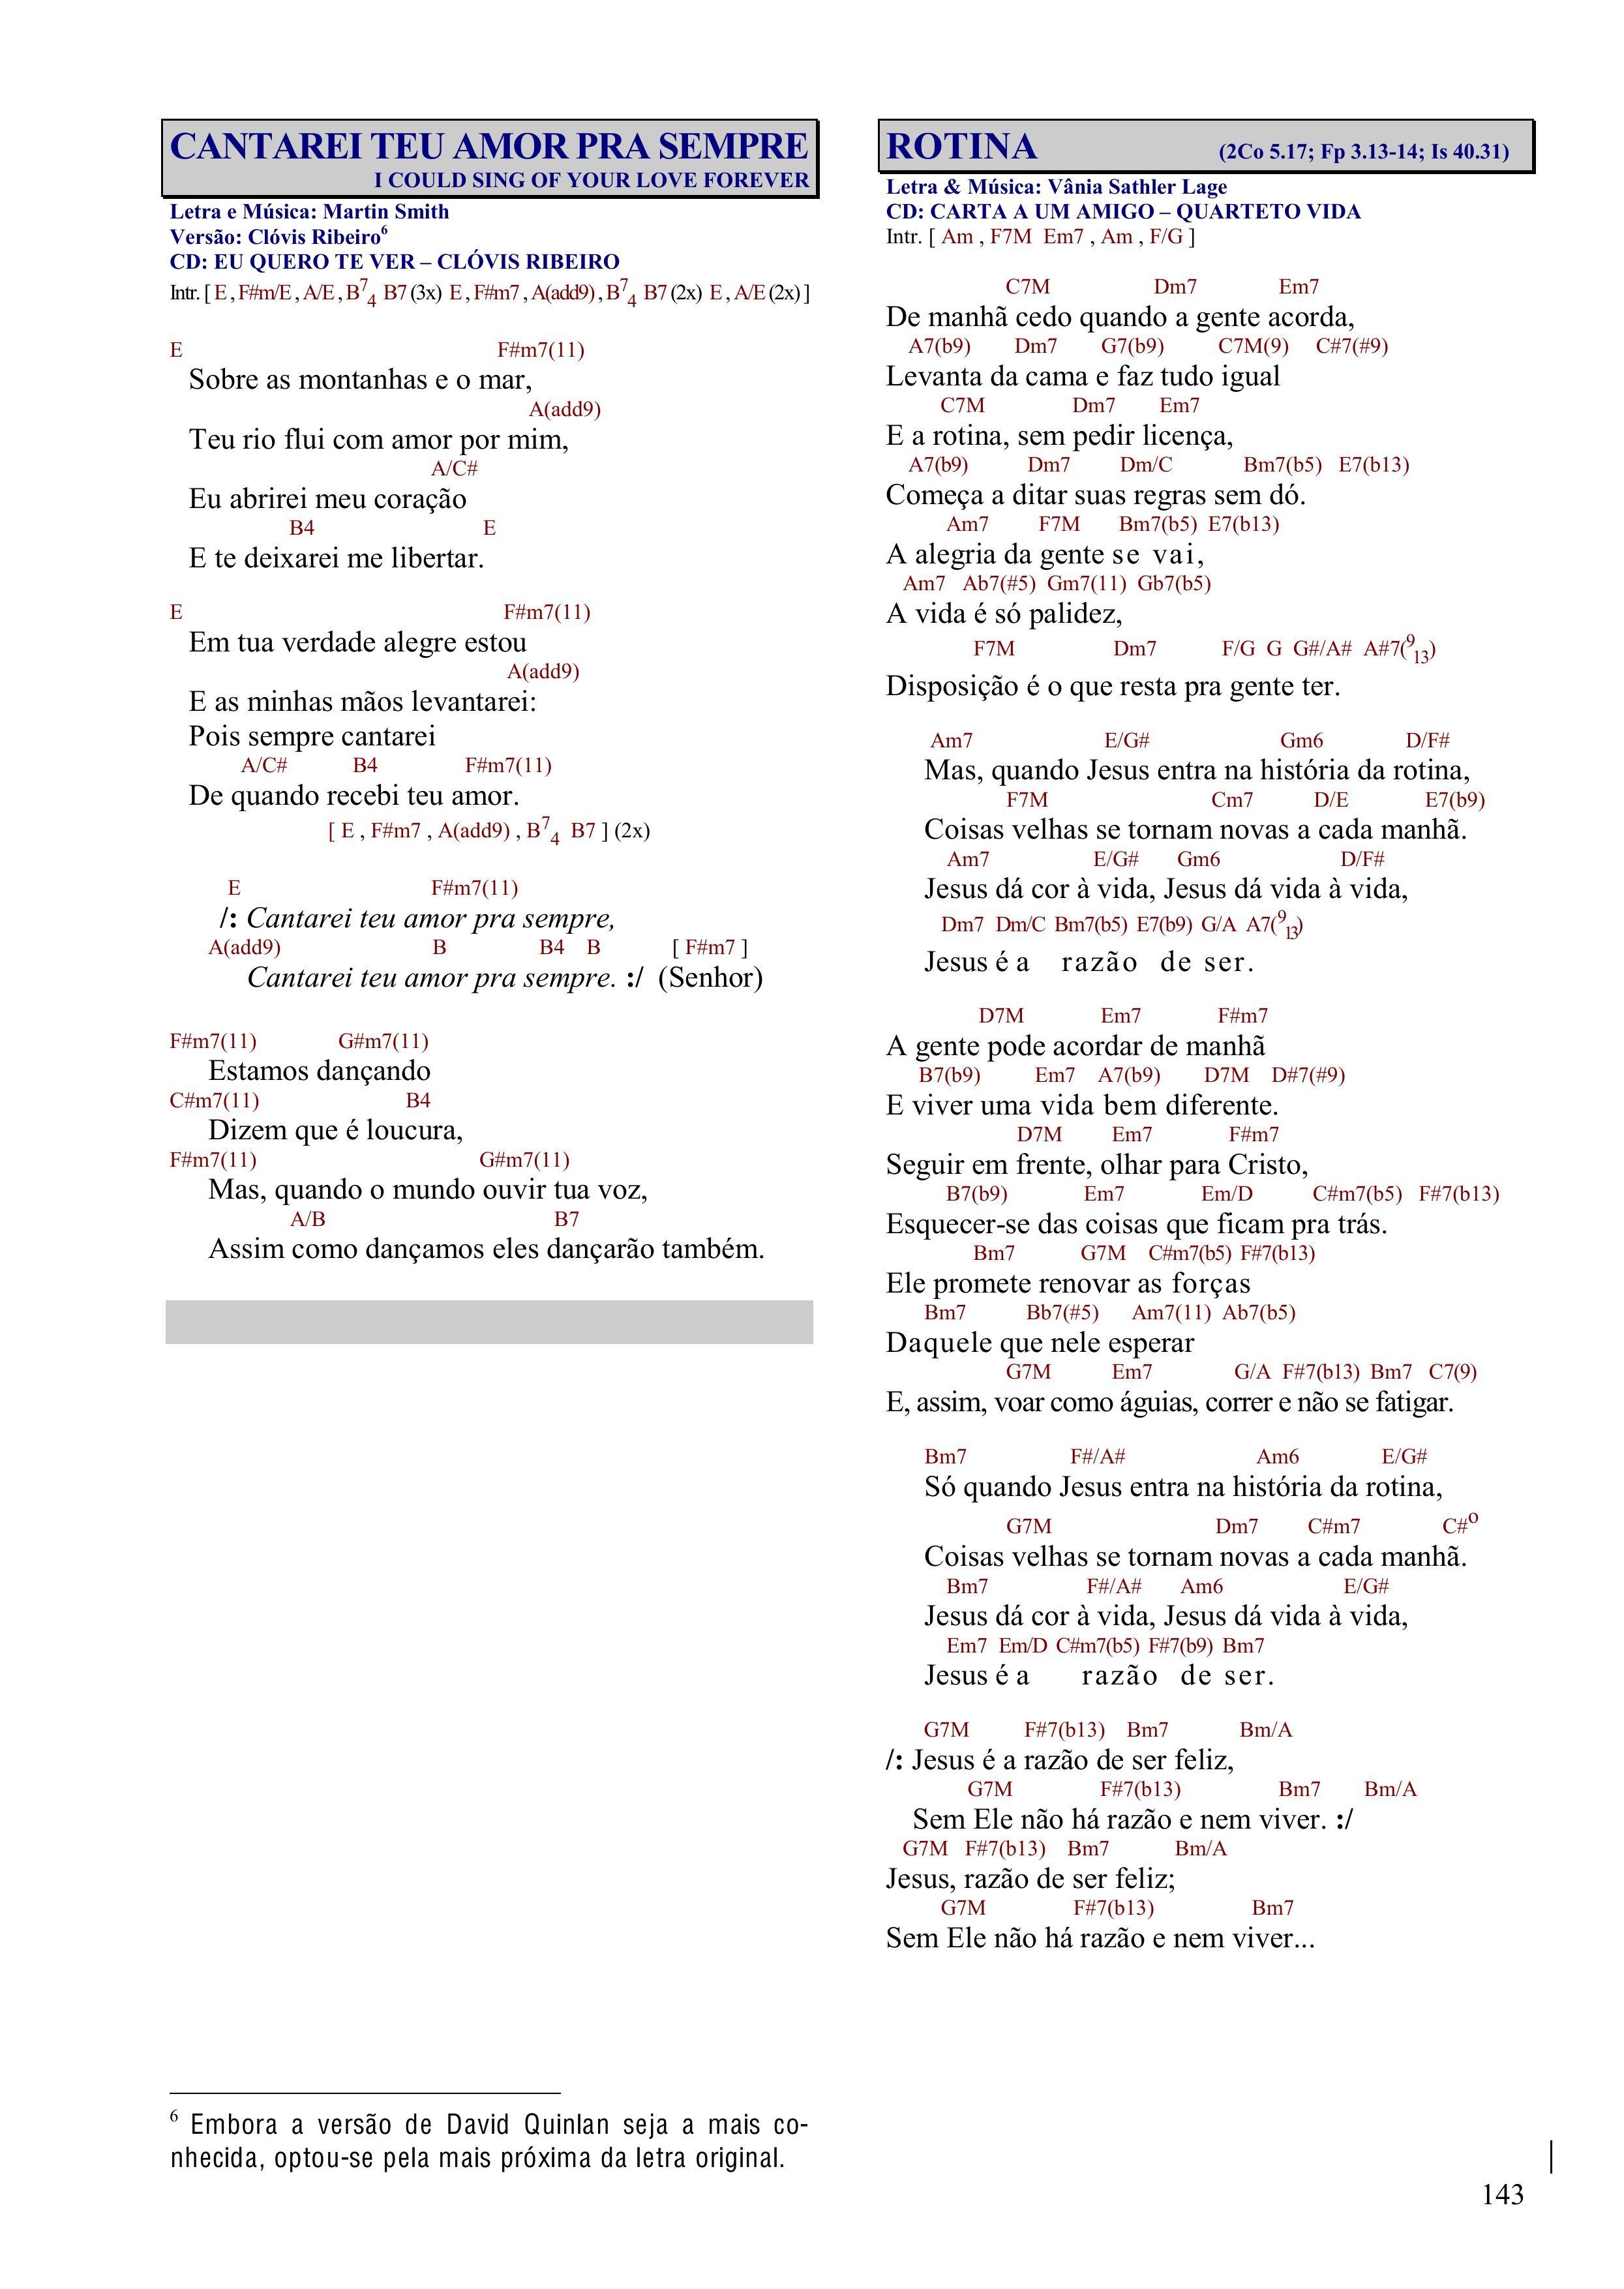 CANTAREI TEU AMOR PRA SEMPRE
I COULD SING OF YOUR LOVE FOREVER
Letra e Música: Martin Smith
Versão: Clóvis Ribeiro6
CD: EU QUERO TE VER – CLÓVIS RIBEIRO
Intr. [ E , F#m/E , A/E , B7 4 B7 (3x) E , F#m7 , A(add9) , B7 4 B7 (2x) E , A/E (2x) ]
E F#m7(11)
Sobre as montanhas e o mar,
A(add9)
Teu rio flui com amor por mim,
A/C#
Eu abrirei meu coração
B4 E
E te deixarei me libertar.
E F#m7(11)
Em tua verdade alegre estou
A(add9)
E as minhas mãos levantarei:
Pois sempre cantarei
A/C# B4 F#m7(11)
De quando recebi teu amor.
[ E , F#m7 , A(add9) , B7 4 B7 ] (2x)
E F#m7(11)
/: Cantarei teu amor pra sempre,
A(add9) B B4 B [ F#m7 ]
Cantarei teu amor pra sempre. :/ (Senhor)
F#m7(11) G#m7(11)
Estamos dançando
C#m7(11) B4
Dizem que é loucura,
F#m7(11) G#m7(11)
Mas, quando o mundo ouvir tua voz,
A/B B7
Assim como dançamos eles dançarão também.
6 Embora a versão de David Quinlan seja a mais co-
nhecida, optou-se pela mais próxima da letra original.
ROTINA (2Co 5.17; Fp 3.13-14; Is 40.31)
Letra & Música: Vânia Sathler Lage
CD: CARTA A UM AMIGO – QUARTETO VIDA
Intr. [ Am , F7M Em7 , Am , F/G ]
C7M Dm7 Em7
De manhã cedo quando a gente acorda,
A7(b9) Dm7 G7(b9) C7M(9) C#7(#9)
Levanta da cama e faz tudo igual
C7M Dm7 Em7
E a rotina, sem pedir licença,
A7(b9) Dm7 Dm/C Bm7(b5) E7(b13)
Começa a ditar suas regras sem dó.
Am7 F7M Bm7(b5) E7(b13)
A alegria da gente se vai,
Am7 Ab7(#5) Gm7(11) Gb7(b5)
A vida é só palidez,
F7M Dm7 F/G G G#/A# A#7(9 13)
Disposição é o que resta pra gente ter.
Am7 E/G# Gm6 D/F#
Mas, quando Jesus entra na história da rotina,
F7M Cm7 D/E E7(b9)
Coisas velhas se tornam novas a cada manhã.
Am7 E/G# Gm6 D/F#
Jesus dá cor à vida, Jesus dá vida à vida,
Dm7 Dm/C Bm7(b5) E7(b9) G/A A7(9 13)
Jesus é a razão de ser.
D7M Em7 F#m7
A gente pode acordar de manhã
B7(b9) Em7 A7(b9) D7M D#7(#9)
E viver uma vida bem diferente.
D7M Em7 F#m7
Seguir em frente, olhar para Cristo,
B7(b9) Em7 Em/D C#m7(b5) F#7(b13)
Esquecer-se das coisas que ficam pra trás.
Bm7 G7M C#m7(b5) F#7(b13)
Ele promete renovar as forças
Bm7 Bb7(#5) Am7(11) Ab7(b5)
Daquele que nele esperar
G7M Em7 G/A F#7(b13) Bm7 C7(9)
E, assim, voar como águias, correr e não se fatigar.
Bm7 F#/A# Am6 E/G#
Só quando Jesus entra na história da rotina,
G7M Dm7 C#m7 C#o
Coisas velhas se tornam novas a cada manhã.
Bm7 F#/A# Am6 E/G#
Jesus dá cor à vida, Jesus dá vida à vida,
Em7 Em/D C#m7(b5) F#7(b9) Bm7
Jesus é a razão de ser.
G7M F#7(b13) Bm7 Bm/A
/: Jesus é a razão de ser feliz,
G7M F#7(b13) Bm7 Bm/A
Sem Ele não há razão e nem viver. :/
G7M F#7(b13) Bm7 Bm/A
Jesus, razão de ser feliz;
G7M F#7(b13) Bm7
Sem Ele não há razão e nem viver...
143